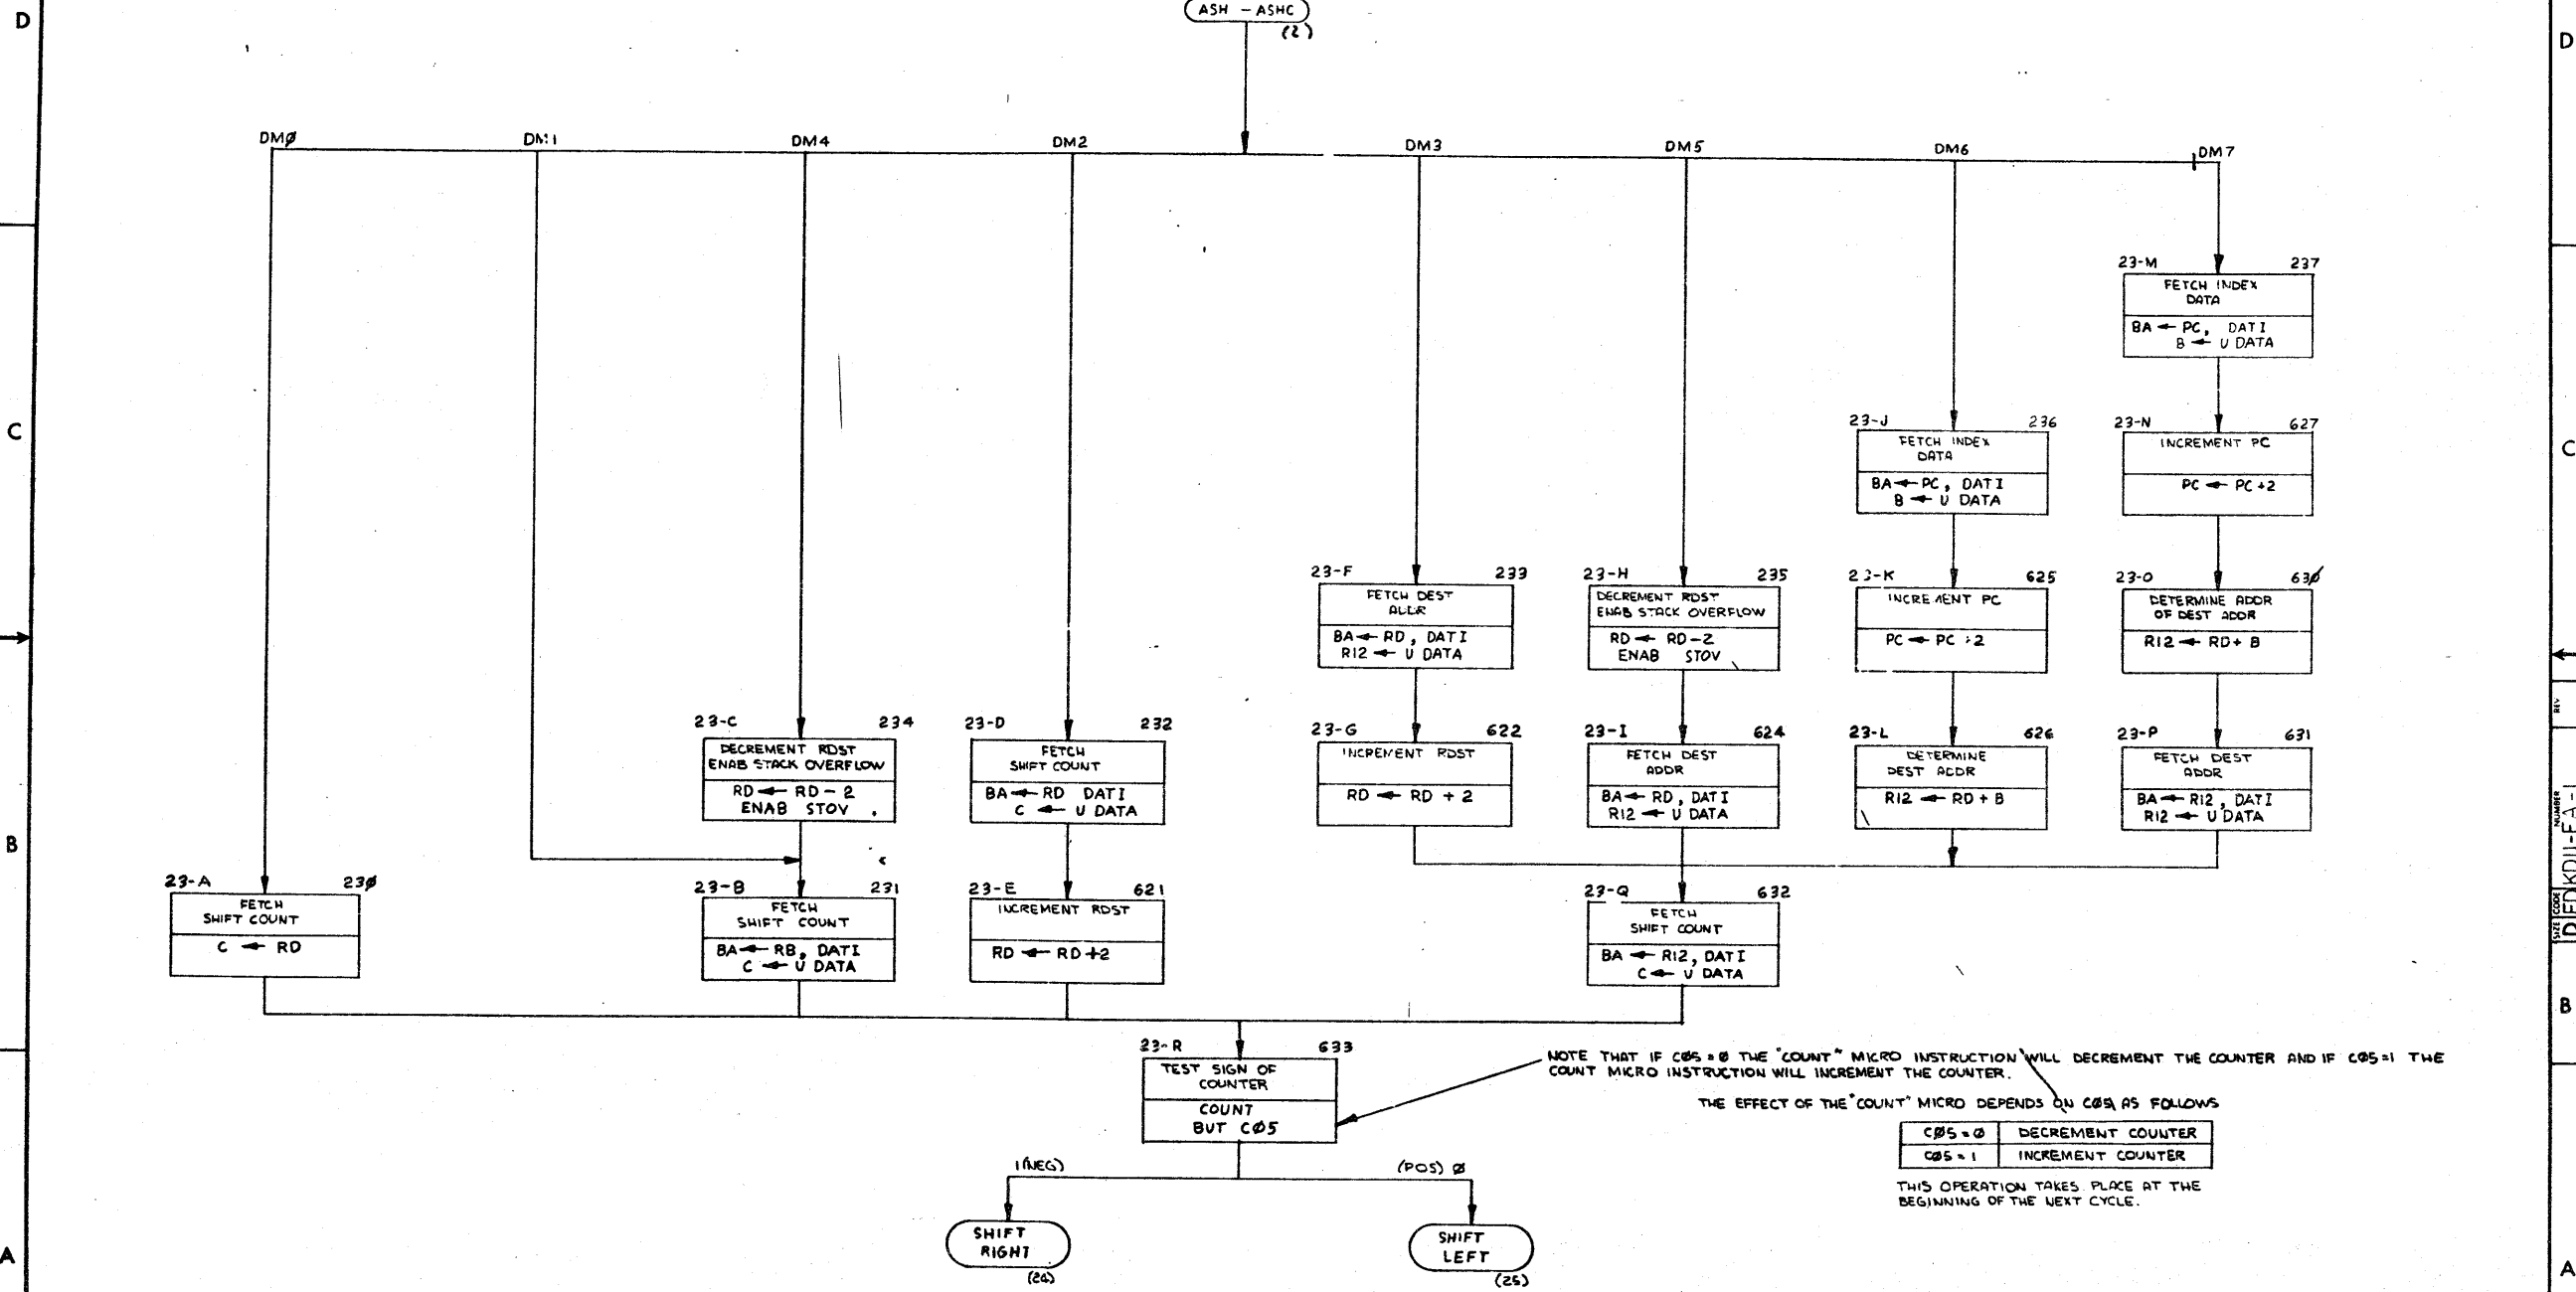 D
D
ASH - ASHC
(2)
DMØ
DM1
DM4
DM2
DM3
DM5
DM6
DM7
23-M 237
FETCH INDEX
DATA
BA ← PC, DATI
B ← U DATA
C
C
23-J 236
FETCH INDEX
DATA
BA ← PC, DATI
B ← U DATA
23-N 627
INCREMENT PC
PC ← PC +2
23-F 233
FETCH DEST
ADDR
BA ← RD, DATI
R12 ← U DATA
23-H 235
DECREMENT RDST
ENAB STACK OVERFLOW
RD ← RD-2
ENAB STOV
23-K 625
INCREMENT PC
PC ← PC +2
23-O 63Ø
DETERMINE ADDR
OF DEST ADDR
R12 ← RD+ B
23-C 234
DECREMENT RDST
ENAB STACK OVERFLOW
RD ← RD - 2
ENAB STOV
23-D 232
FETCH
SHIFT COUNT
BA ← RD DATI
C ← U DATA
23-G 622
INCREMENT RDST
RD ← RD + 2
23-I 624
FETCH DEST
ADDR
BA ← RD, DATI
R12 ← U DATA
23-L 626
DETERMINE
DEST ADDR
R12 ← RD + B
23-P 631
FETCH DEST
ADDR
BA ← R12, DATI
R12 ← U DATA
REV
NUMBER
KD11-EA-1
SIZE CODE
D FD
B
B
23-A 23Ø
FETCH
SHIFT COUNT
C ← RD
23-B 231
FETCH
SHIFT COUNT
BA ← RB, DATI
C ← U DATA
23-E 621
INCREMENT RDST
RD ← RD+2
23-Q 632
FETCH
SHIFT COUNT
BA ← R12, DATI
C ← U DATA
23-R 633
TEST SIGN OF
COUNTER
COUNT
BUT CØ5
NOTE THAT IF CØ5=Ø THE "COUNT" MICRO INSTRUCTION WILL DECREMENT THE COUNTER AND IF CØ5=1 THE
COUNT MICRO INSTRUCTION WILL INCREMENT THE COUNTER.
THE EFFECT OF THE "COUNT" MICRO DEPENDS ON CØ5 AS FOLLOWS
CØ5=Ø DECREMENT COUNTER
CØ5=1 INCREMENT COUNTER
THIS OPERATION TAKES PLACE AT THE
BEGINNING OF THE NEXT CYCLE.
1(NEG)
(POS) Ø
SHIFT
RIGHT
(24)
SHIFT
LEFT
(25)
A
A